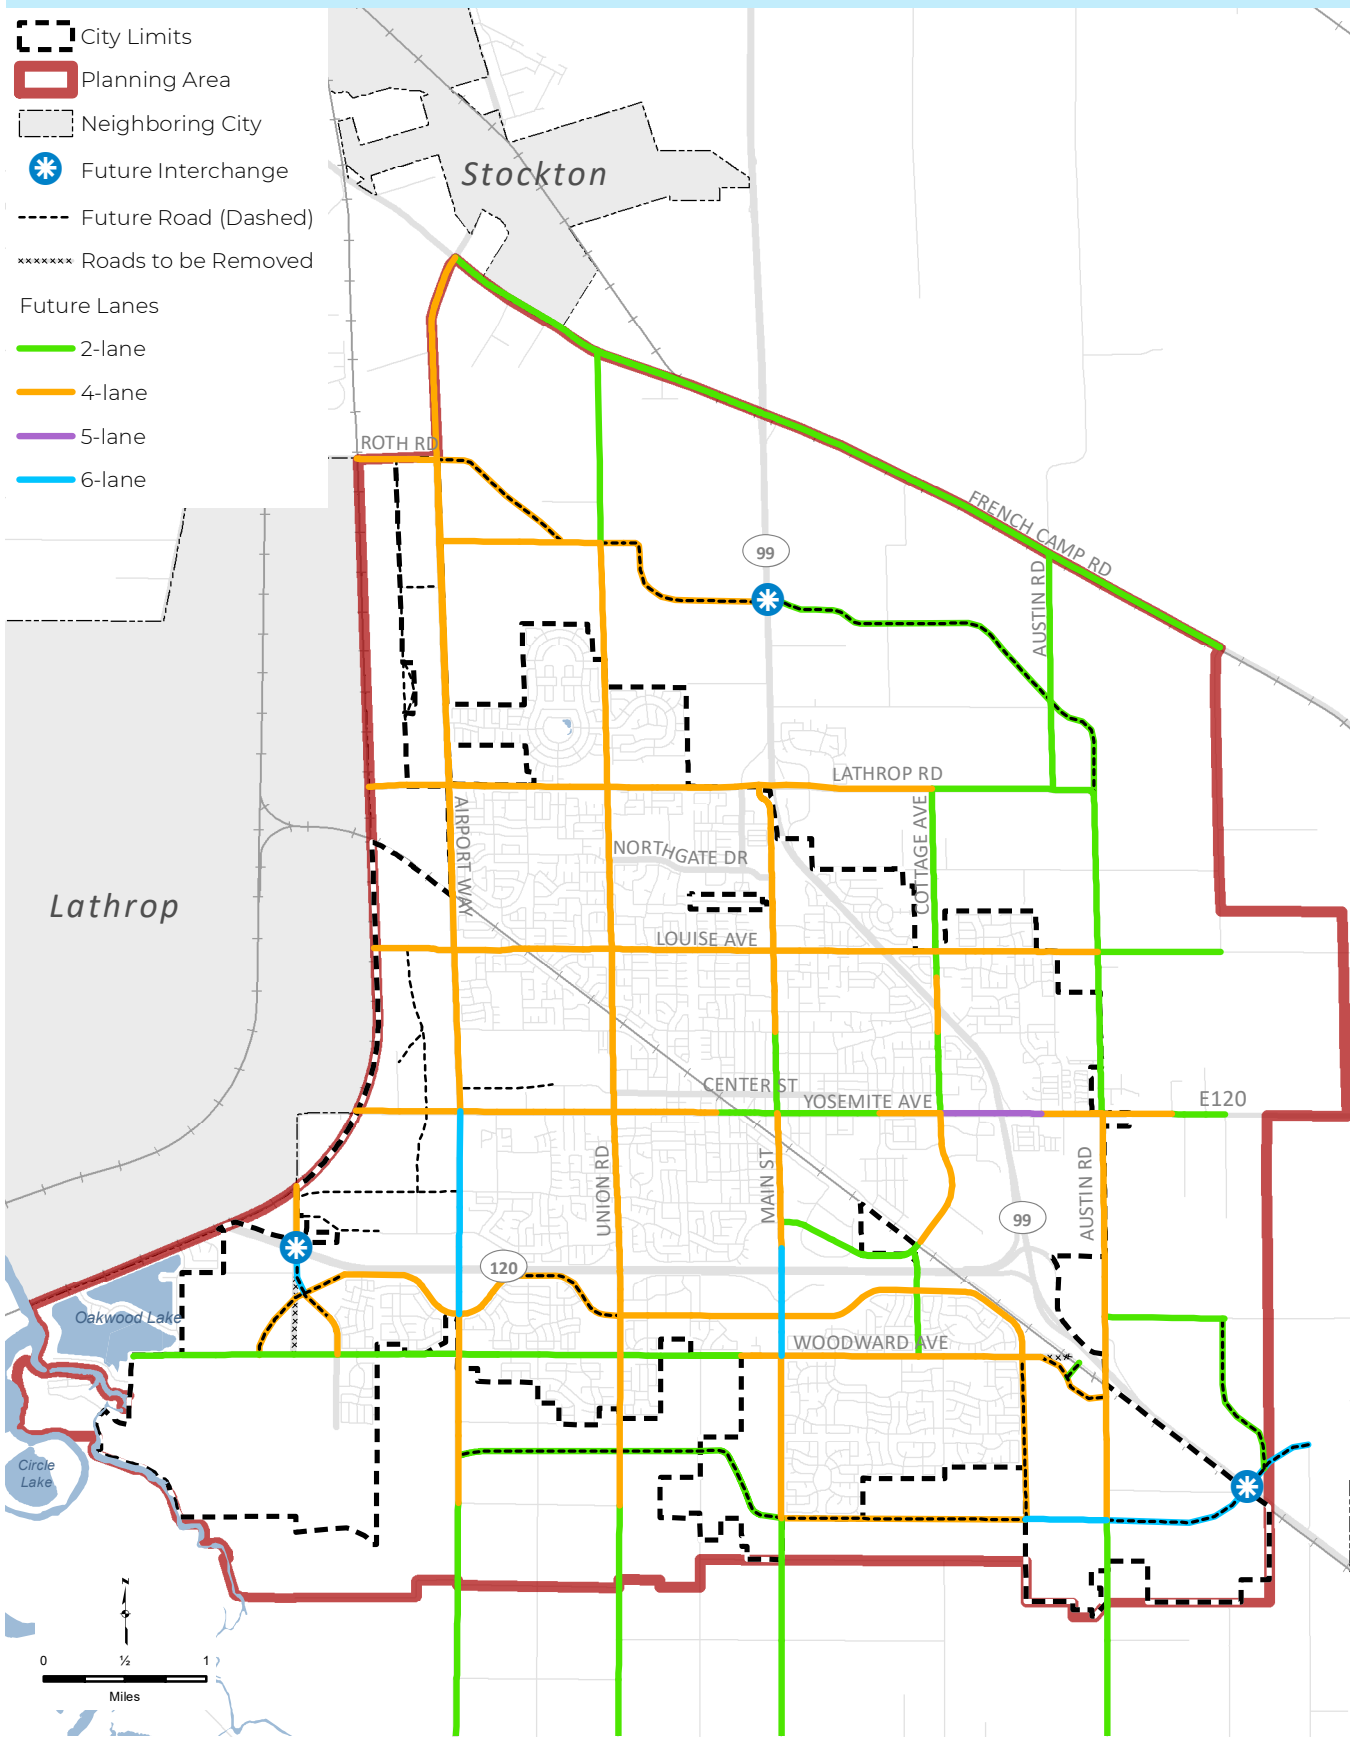 City Limits
Planning Area
Neighboring City
Future Interchange
Future Road (Dashed)
Roads to be Removed
Future Lanes
2-lane
4-lane
5-lane
6-lane
Stockton
ROTH RD
FRENCH CAMP RD
99
AUSTIN RD
LATHROP RD
AIRPORT WAY
COTTAGE AVE
NORTHGATE DR
Lathrop
LOUISE AVE
CENTER ST
YOSEMITE AVE
E120
UNION RD
MAIN ST
AUSTIN RD
99
120
Oakwood Lake
WOODWARD AVE
Circle
Lake
N
0 ½ 1
Miles